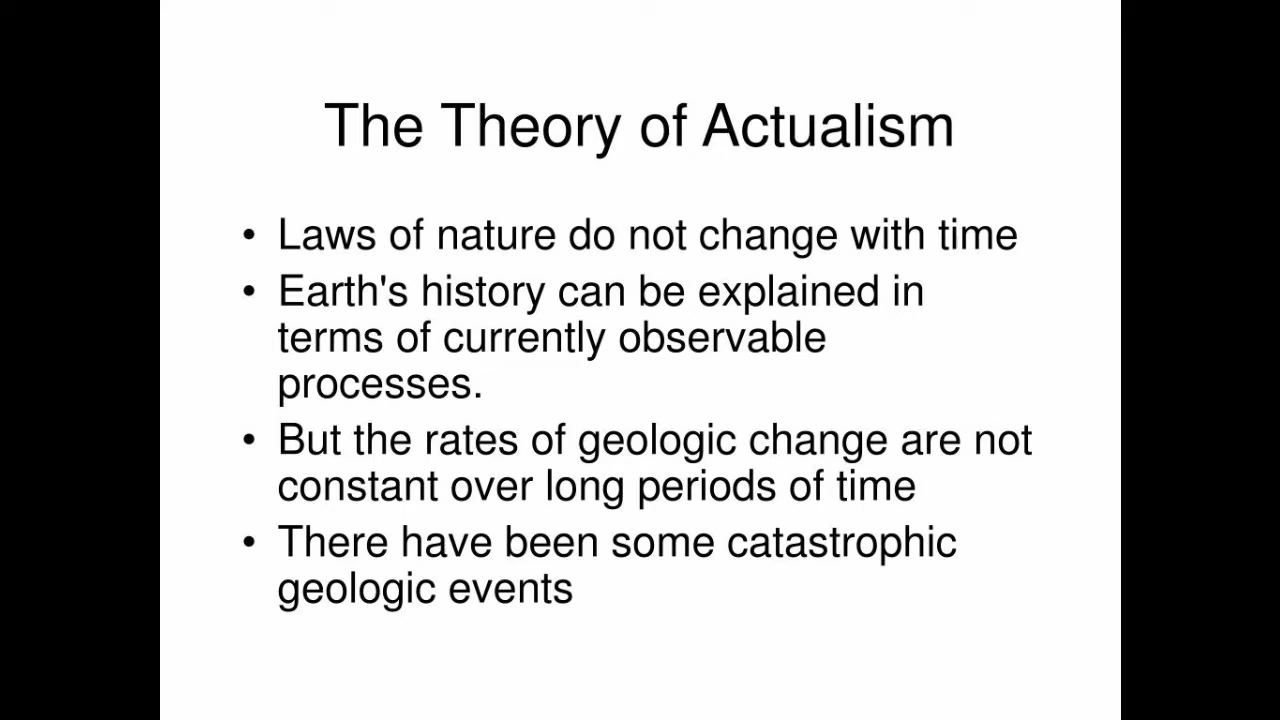 The Theory of Actualism
• Laws of nature do not change with time
• Earth's history can be explained in
terms of currently observable
processes.
• But the rates of geologic change are not
constant over long periods of time
• There have been some catastrophic
geologic events